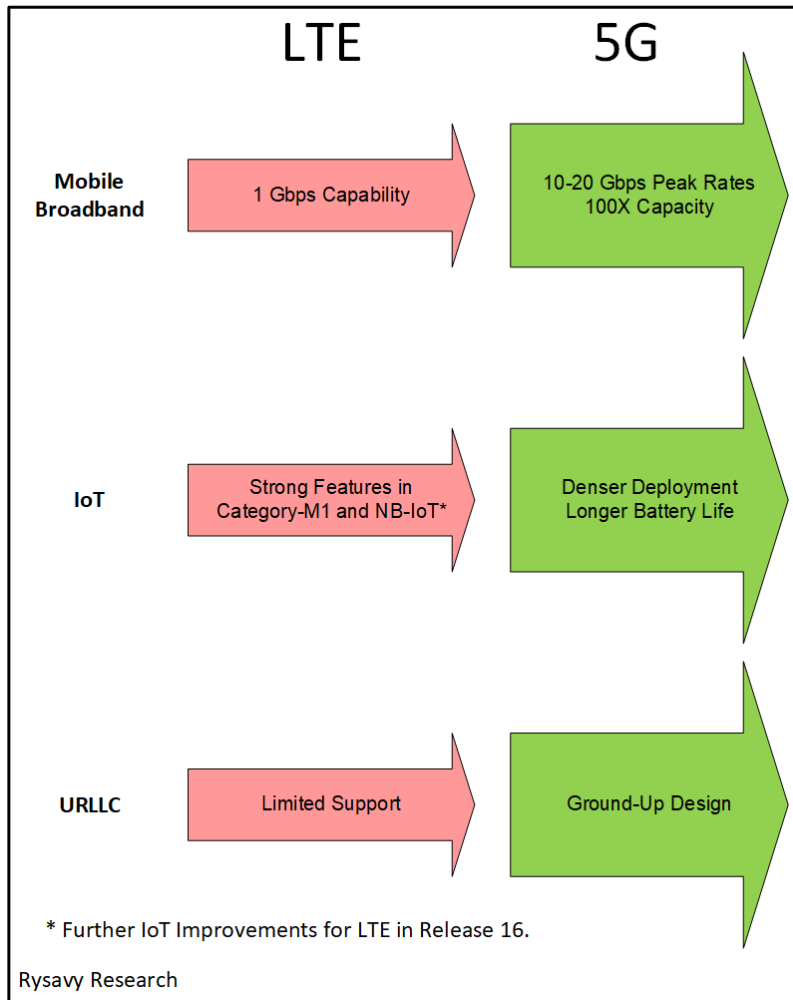 LTE
5G
Mobile
Broadband
1 Gbps Capability
10-20 Gbps Peak Rates
100X Capacity
IoT
Strong Features in
Category-M1 and NB-IoT*
Denser Deployment
Longer Battery Life
URLLC
Limited Support
Ground-Up Design
* Further IoT Improvements for LTE in Release 16.
Rysavy Research